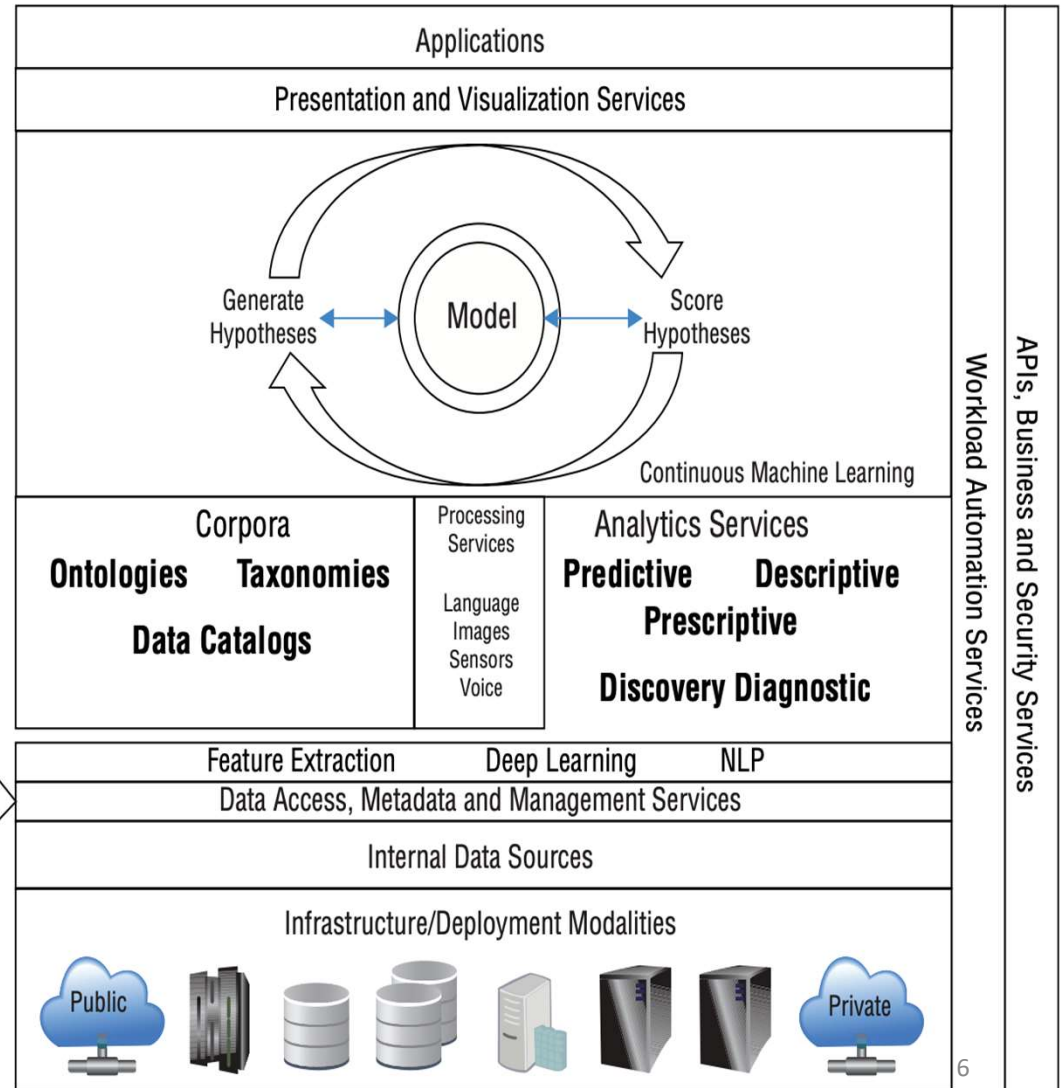 Applications
Presentation and Visualization Services
Generate
Hypotheses
Model
Score
Hypotheses
Continuous Machine Learning
Corpora
Ontologies Taxonomies
Data Catalogs
Processing
Services
Language
Images
Sensors
Voice
Analytics Services
Predictive Descriptive
Prescriptive
Discovery Diagnostic
Feature Extraction Deep Learning NLP
Data Access, Metadata and Management Services
Internal Data Sources
Infrastructure/Deployment Modalities
Public
Private
Workload Automation Services
APIs, Business and Security Services
6